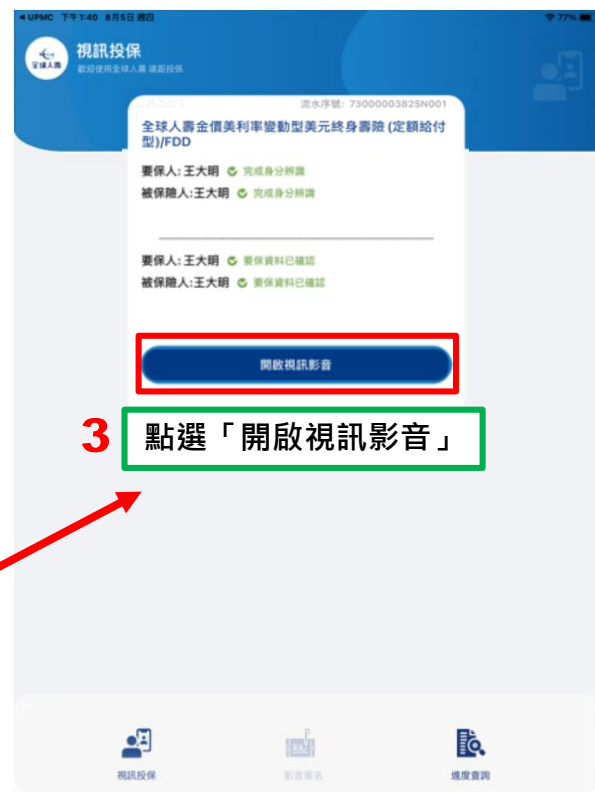 ◀UPMC 下午1:40 8月5日 週四
77%
全球人壽
視訊投保
歡迎使用全球人壽 遠距投保
CASE1
流水序號: 7300000382SN001
全球人壽金價美利率變動型美元終身壽險(定額給付
型)/FDD
要保人:王大明 完成身分辨識
被保險人:王大明 完成身分辨識
要保人:王大明 要保資料已確認
被保險人:王大明 要保資料已確認
開啟視訊影音
3 點選「開啟視訊影音」
視訊投保
影音簽名
進度查詢